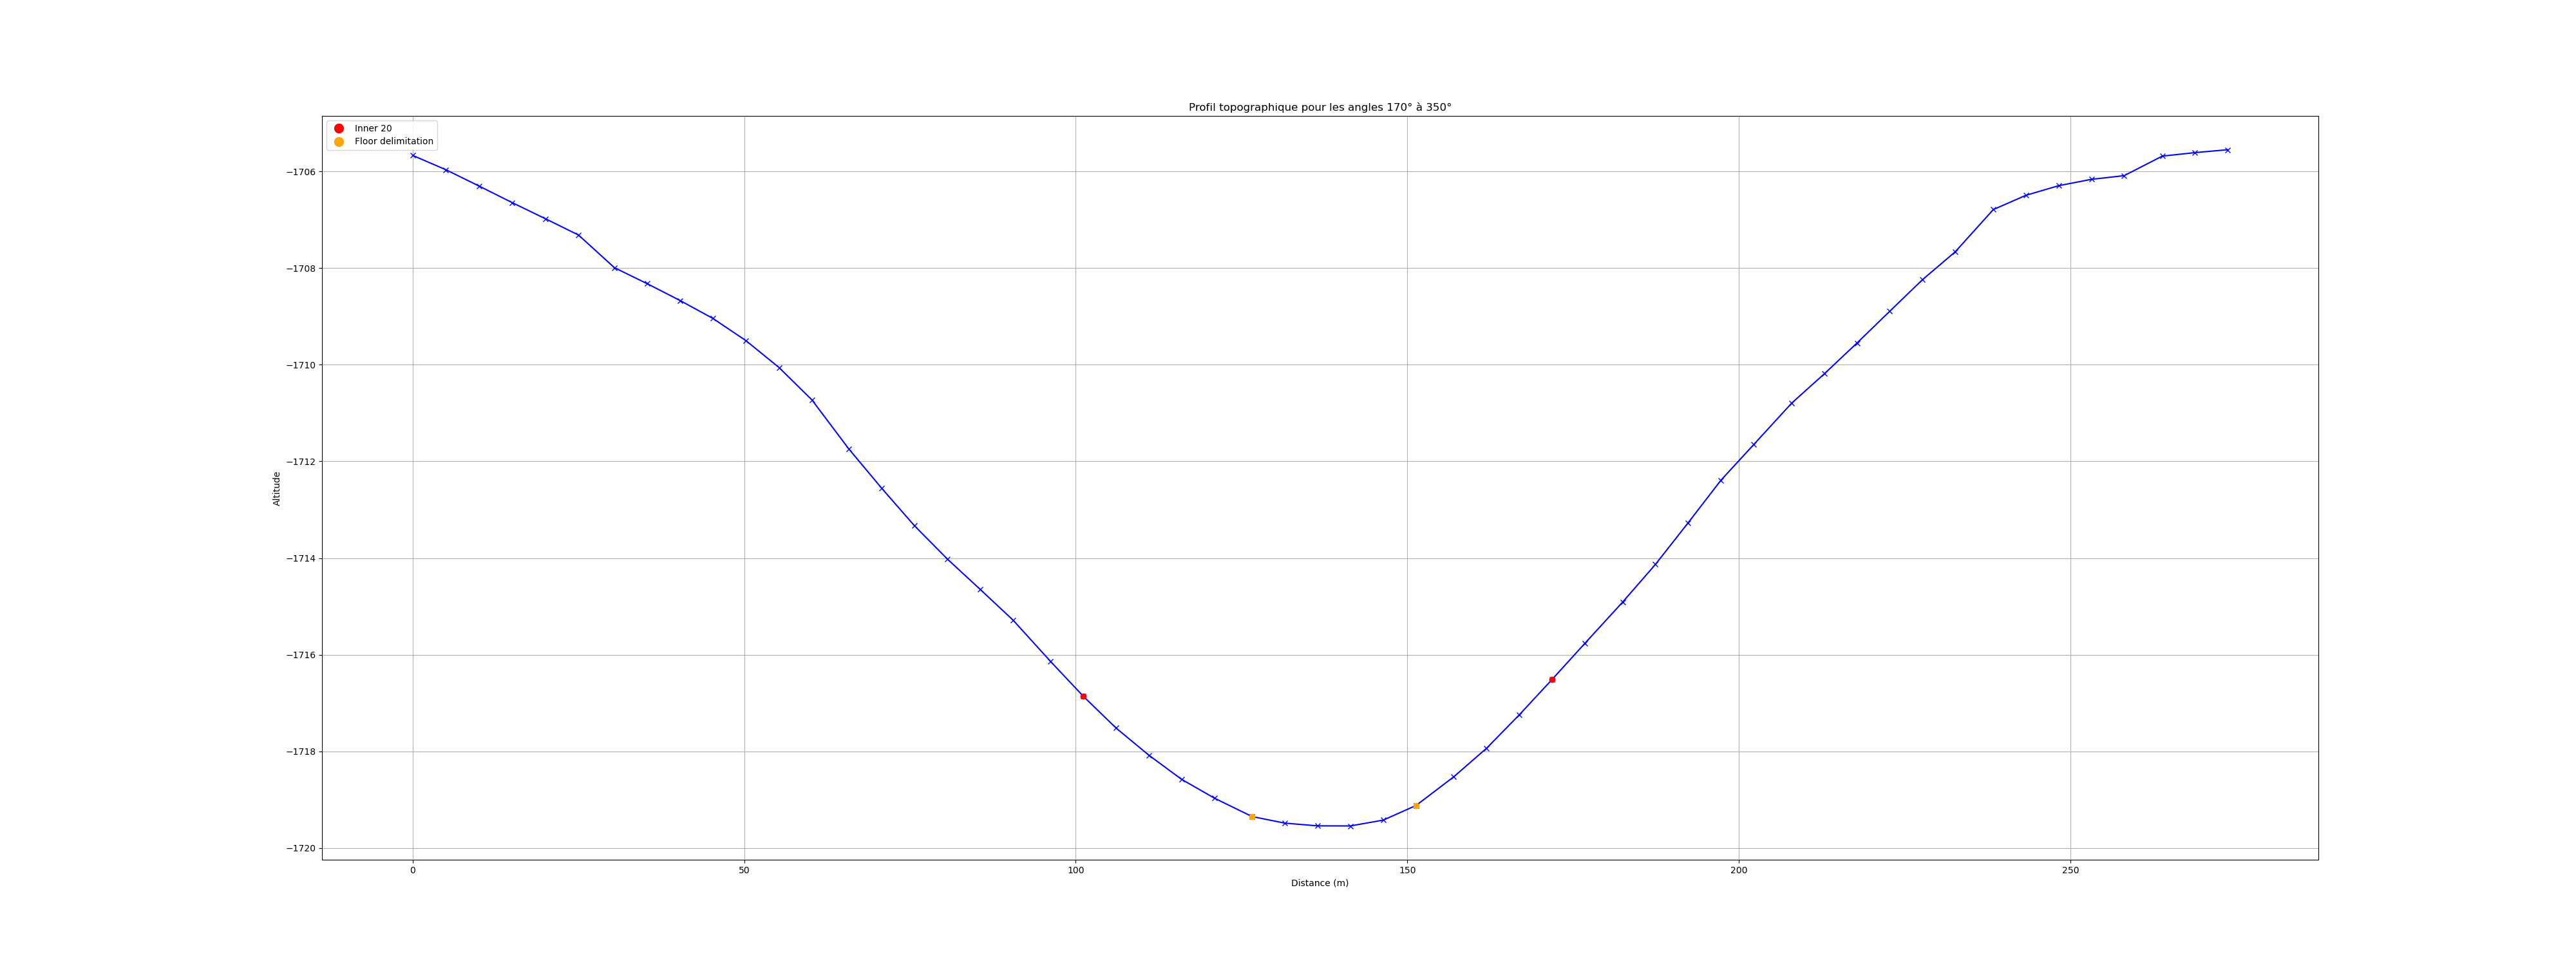 Profil topographique pour les angles 170° à 350°
Inner 20
Floor delimitation
−1706
−1708
−1710
−1712
−1714
−1716
−1718
−1720
Altitude
0 50 100 150 200 250
Distance (m)